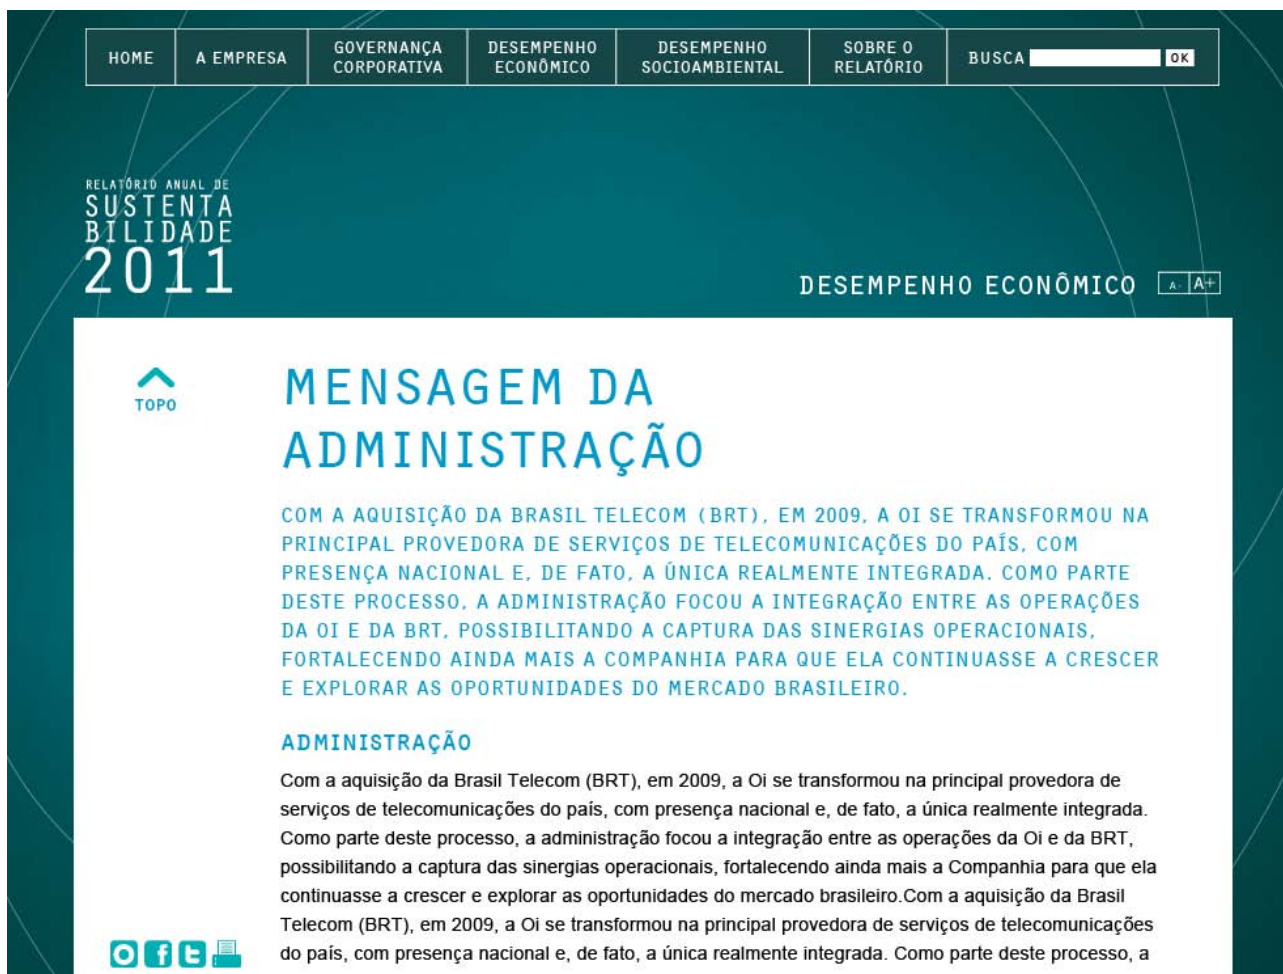 HOME
A EMPRESA
GOVERNANÇA
CORPORATIVA
DESEMPENHO
ECONÔMICO
DESEMPENHO
SOCIOAMBIENTAL
SOBRE O
RELATÓRIO
BUSCA
OK
RELATÓRIO ANUAL DE
SUSTENTA
BILIDADE
2011
DESEMPENHO ECONÔMICO
A- A+
TOPO
MENSAGEM DA
ADMINISTRAÇÃO
COM A AQUISIÇÃO DA BRASIL TELECOM (BRT), EM 2009, A OI SE TRANSFORMOU NA
PRINCIPAL PROVEDORA DE SERVIÇOS DE TELECOMUNICAÇÕES DO PAÍS, COM
PRESENÇA NACIONAL E, DE FATO, A ÚNICA REALMENTE INTEGRADA. COMO PARTE
DESTE PROCESSO, A ADMINISTRAÇÃO FOCOU A INTEGRAÇÃO ENTRE AS OPERAÇÕES
DA OI E DA BRT, POSSIBILITANDO A CAPTURA DAS SINERGIAS OPERACIONAIS,
FORTALECENDO AINDA MAIS A COMPANHIA PARA QUE ELA CONTINUASSE A CRESCER
E EXPLORAR AS OPORTUNIDADES DO MERCADO BRASILEIRO.
ADMINISTRAÇÃO
Com a aquisição da Brasil Telecom (BRT), em 2009, a Oi se transformou na principal provedora de
serviços de telecomunicações do país, com presença nacional e, de fato, a única realmente integrada.
Como parte deste processo, a administração focou a integração entre as operações da Oi e da BRT,
possibilitando a captura das sinergias operacionais, fortalecendo ainda mais a Companhia para que ela
continuasse a crescer e explorar as oportunidades do mercado brasileiro.Com a aquisição da Brasil
Telecom (BRT), em 2009, a Oi se transformou na principal provedora de serviços de telecomunicações
do país, com presença nacional e, de fato, a única realmente integrada. Como parte deste processo, a